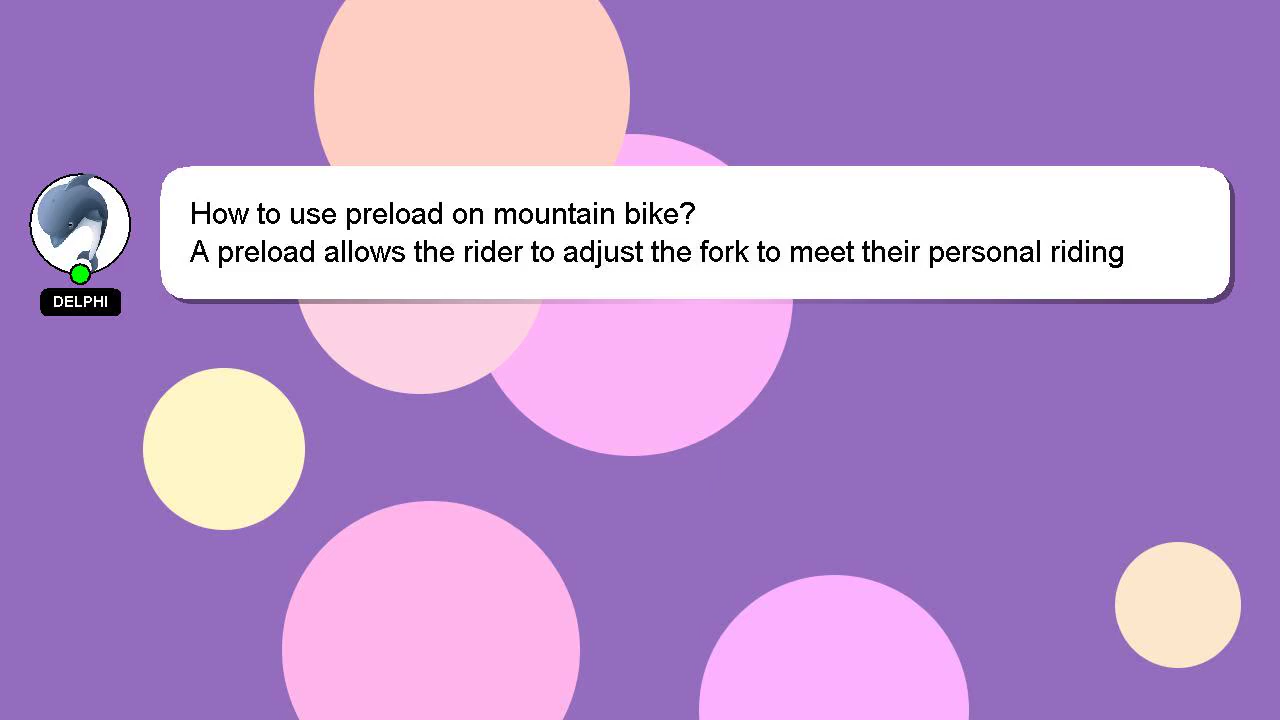 How to use preload on mountain bike?
A preload allows the rider to adjust the fork to meet their personal riding
DELPHI